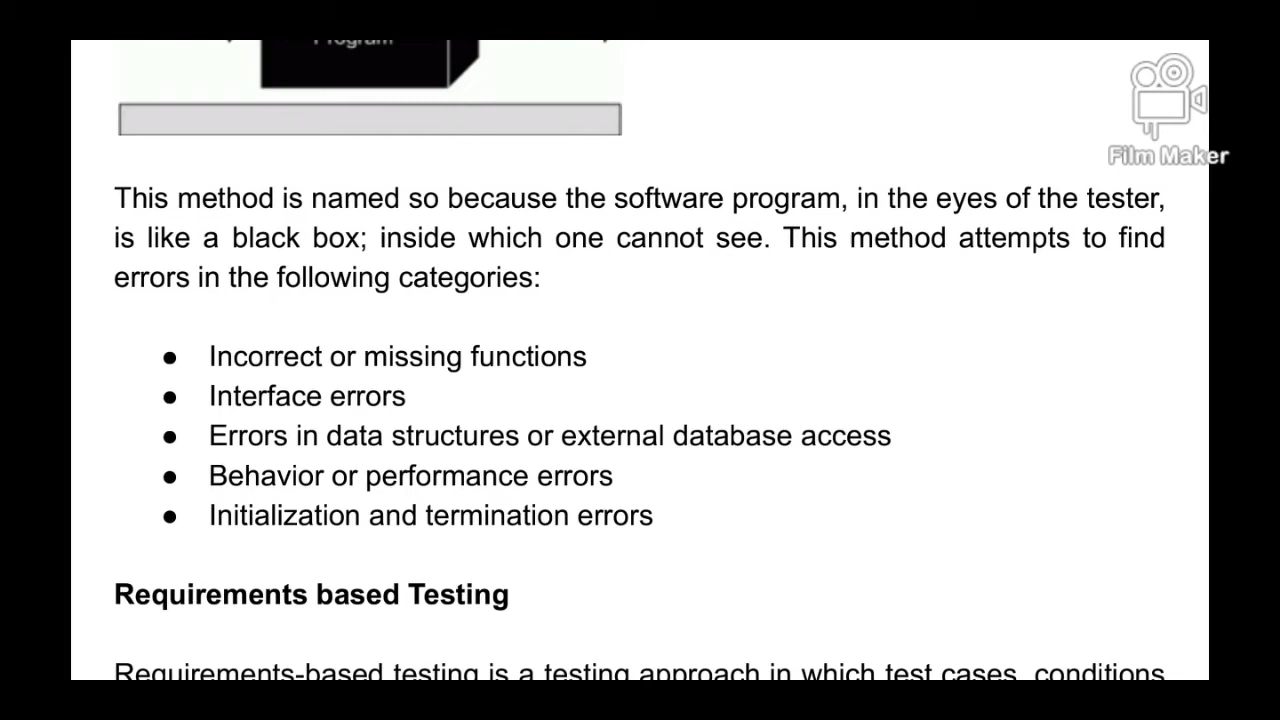 Program
Film Maker
This method is named so because the software program, in the eyes of the tester,
is like a black box; inside which one cannot see. This method attempts to find
errors in the following categories:
● Incorrect or missing functions
● Interface errors
● Errors in data structures or external database access
● Behavior or performance errors
● Initialization and termination errors
Requirements based Testing
Requirements-based testing is a testing approach in which test cases, conditions